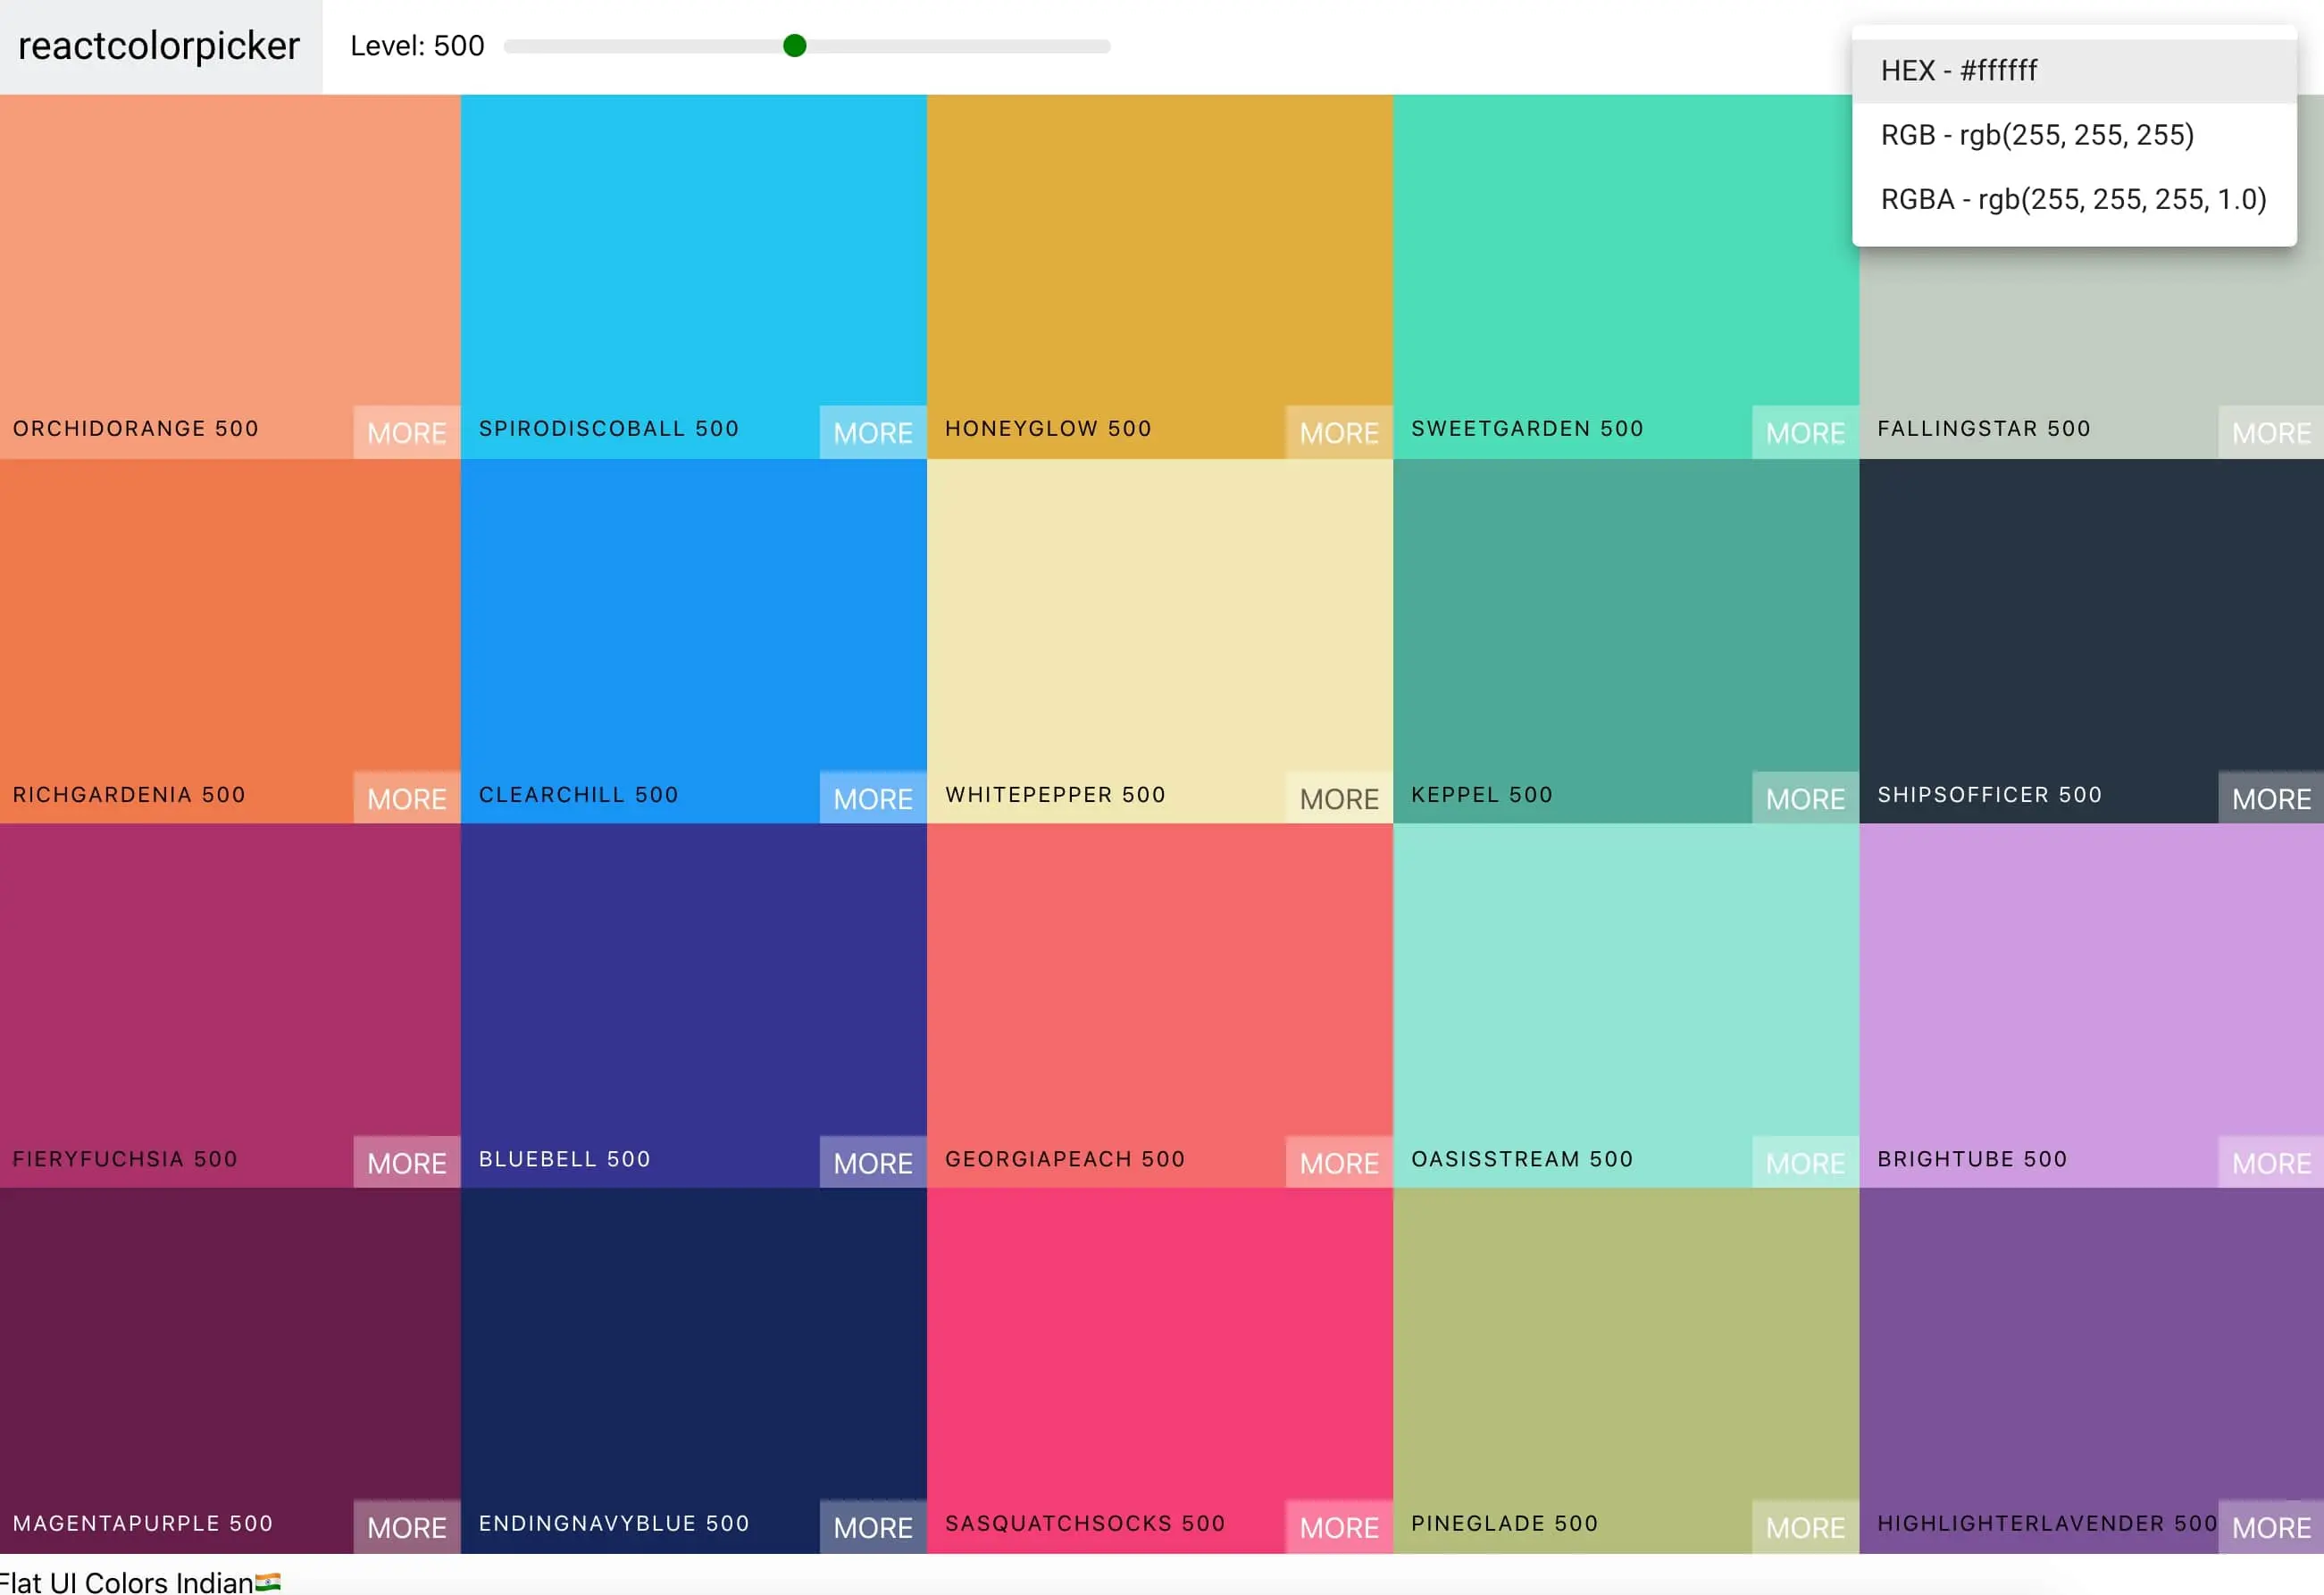 reactcolorpicker
Level: 500
HEX - #ffffff
RGB - rgb(255, 255, 255)
RGBA - rgb(255, 255, 255, 1.0)
ORCHIDORANGE 500 MORE
SPIRODISCOBALL 500 MORE
HONEYGLOW 500 MORE
SWEETGARDEN 500 MORE
FALLINGSTAR 500 MORE
RICHGARDENIA 500 MORE
CLEARCHILL 500 MORE
WHITEPEPPER 500 MORE
KEPPEL 500 MORE
SHIPSOFFICER 500 MORE
FIERYFUCHSIA 500 MORE
BLUEBELL 500 MORE
GEORGIAPEACH 500 MORE
OASISSTREAM 500 MORE
BRIGHTUBE 500 MORE
MAGENTAPURPLE 500 MORE
ENDINGNAVYBLUE 500 MORE
SASQUATCHSOCKS 500 MORE
PINEGLADE 500 MORE
HIGHLIGHTERLAVENDER 500 MORE
Flat UI Colors Indian🇮🇳